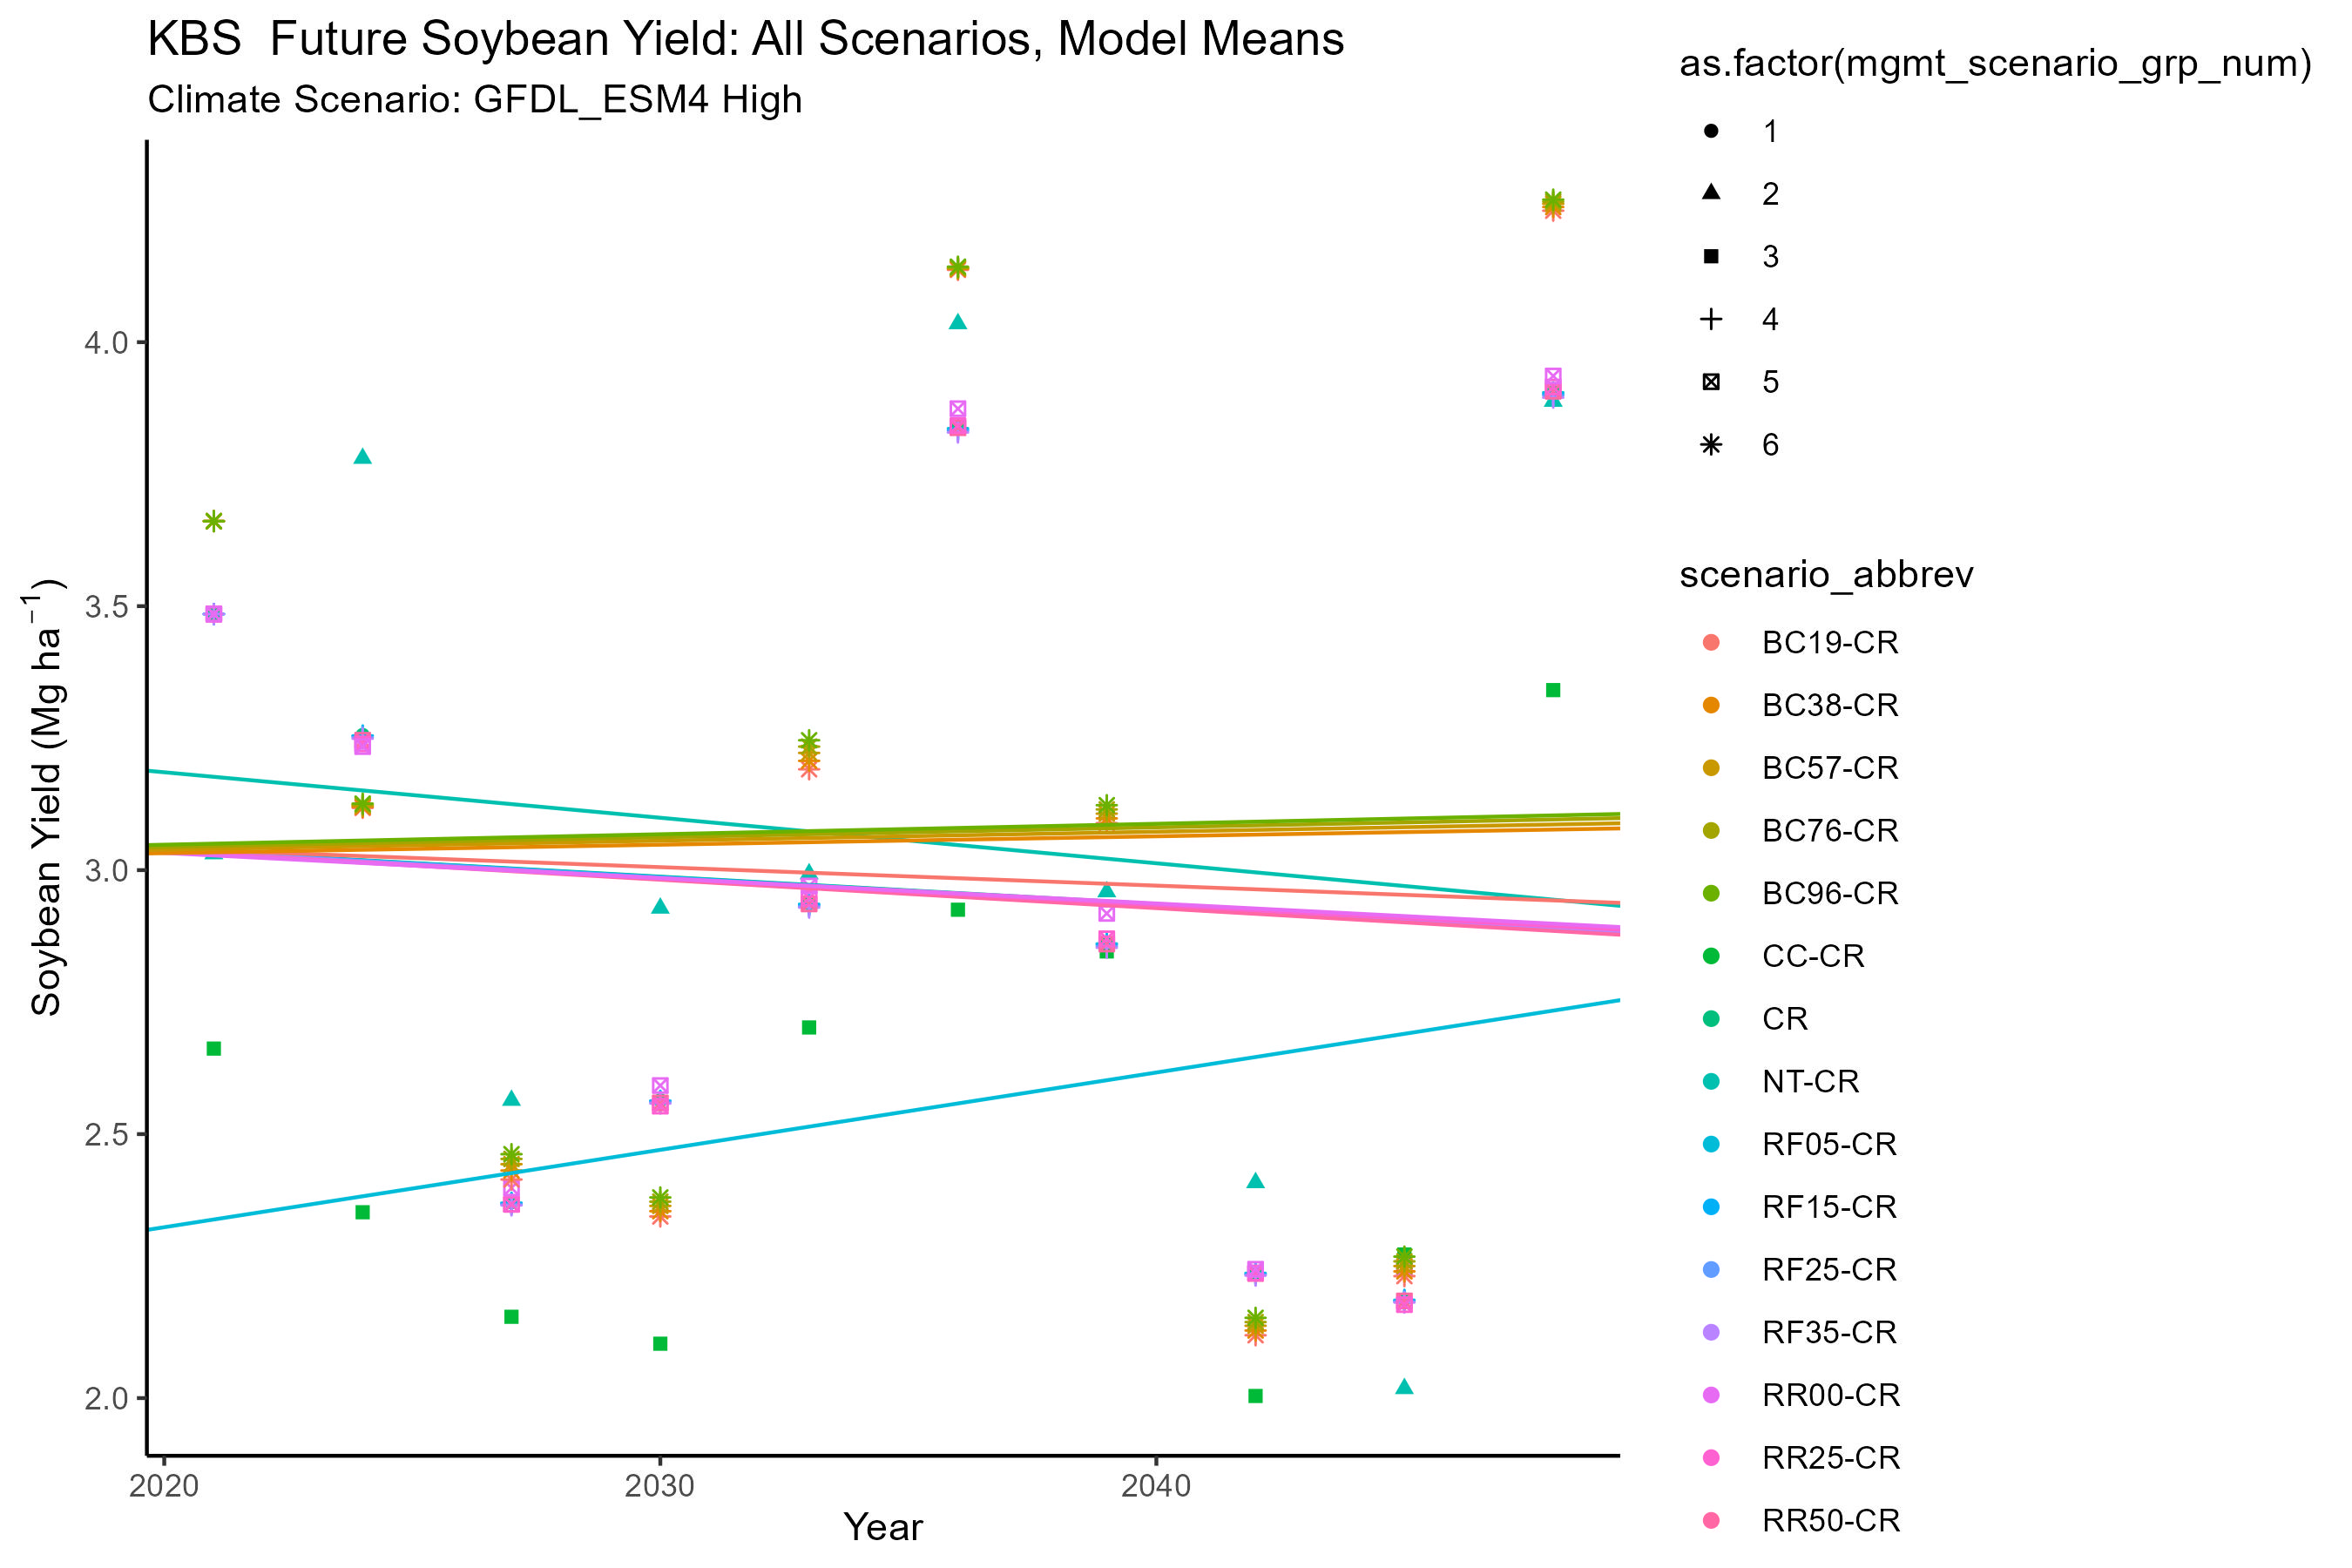 KBS  Future Soybean Yield: All Scenarios, Model Means
Climate Scenario: GFDL_ESM4 High
Soybean Yield (Mg ha⁻¹)
4.0
3.5
3.0
2.5
2.0
2020
2030
2040
Year
as.factor(mgmt_scenario_grp_num)
1
2
3
4
5
6
scenario_abbrev
BC19-CR
BC38-CR
BC57-CR
BC76-CR
BC96-CR
CC-CR
CR
NT-CR
RF05-CR
RF15-CR
RF25-CR
RF35-CR
RR00-CR
RR25-CR
RR50-CR